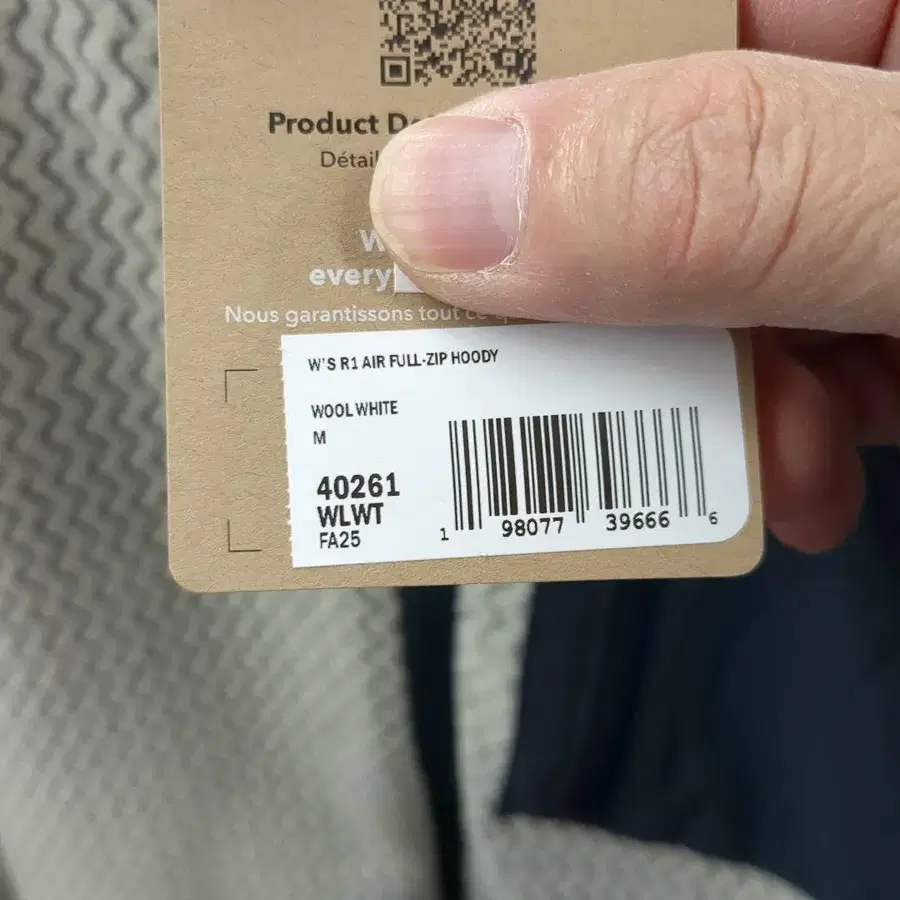 Product
Détail
every
Nous garantissons tout ce
W'S R1 AIR FULL-ZIP HOODY
WOOL WHITE
M
40261
WLWT
FA25
1 98077 39666 6